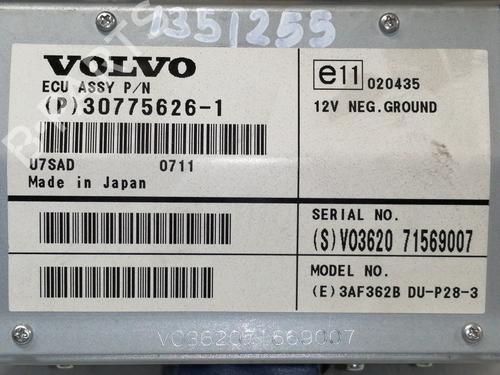 1351255
VOLVO
ECU ASSY P/N
(P)30775626-1
U7SAD 0711
Made in Japan
e11 020435
12V NEG.GROUND
SERIAL NO.
(S)V03620 71569007
MODEL NO.
(E)3AF362B DU-P28-3
VO362071569007